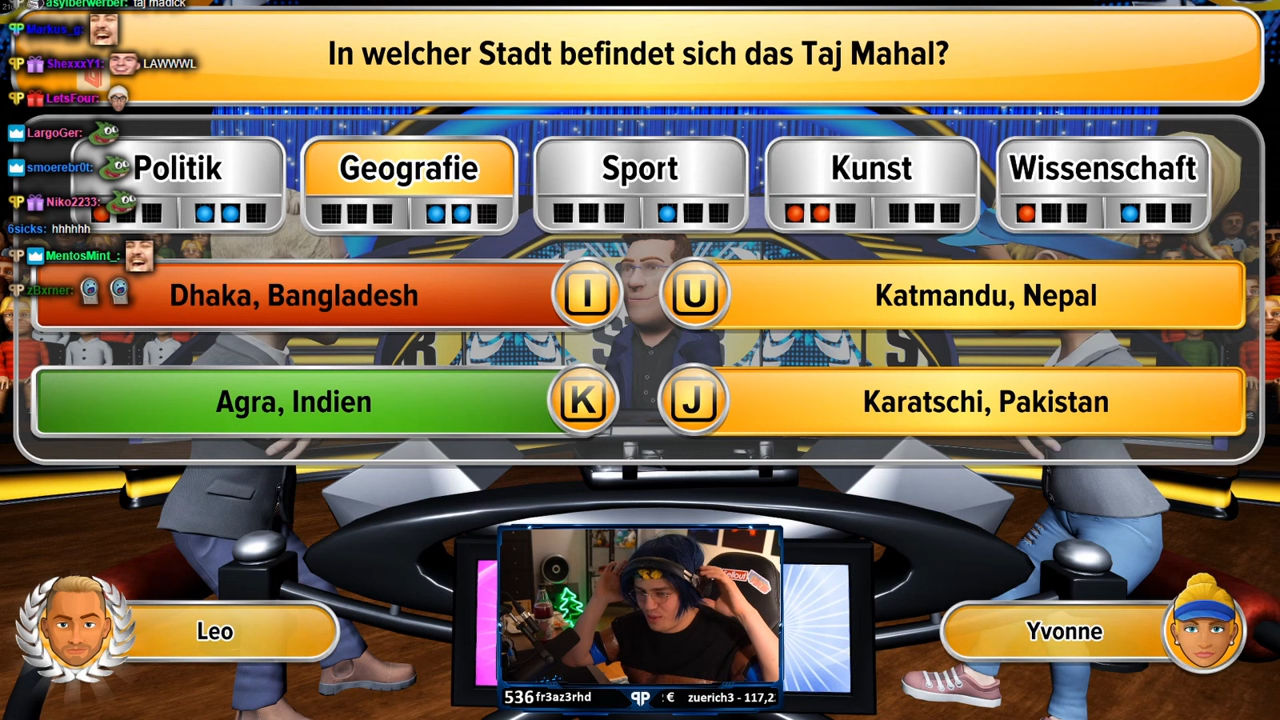 asylberwerber: taj madick
In welcher Stadt befindet sich das Taj Mahal?
Markus_g:
ShexxxY1: LAWWWL
LetsFour:
LargoGer:
smoerebr0t:
Niko2233:
6sicks: hhhhhh
MentosMint_:
zBxrner:
Politik
Geografie
Sport
Kunst
Wissenschaft
Dhaka, Bangladesh
I
U
Katmandu, Nepal
Agra, Indien
K
J
Karatschi, Pakistan
Leo
Yvonne
536 fr3az3rhd
€ zuerich3 - 117,2